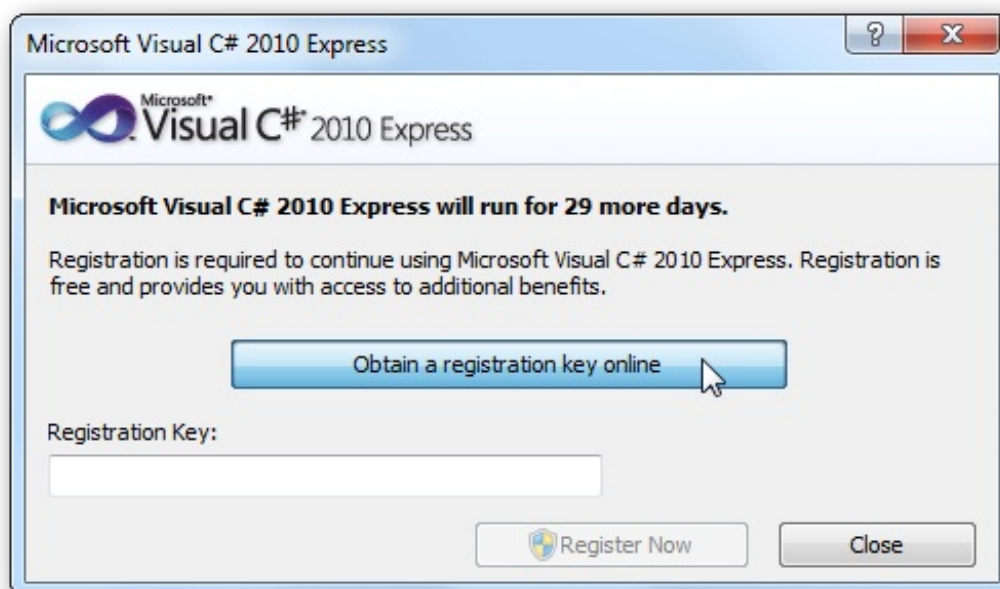 Microsoft Visual C# 2010 Express
Microsoft®
Visual C#® 2010 Express
Microsoft Visual C# 2010 Express will run for 29 more days.
Registration is required to continue using Microsoft Visual C# 2010 Express. Registration is
free and provides you with access to additional benefits.
Obtain a registration key online
Registration Key:
Register Now
Close